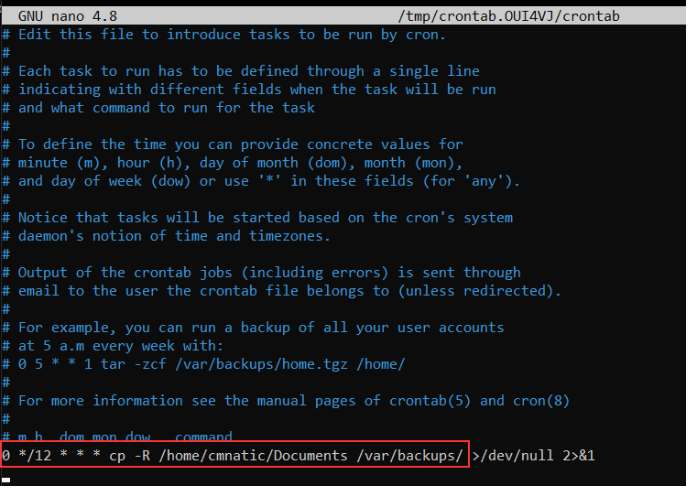 GNU nano 4.8 /tmp/crontab.OUI4VJ/crontab
# Edit this file to introduce tasks to be run by cron.
#
# Each task to run has to be defined through a single line
# indicating with different fields when the task will be run
# and what command to run for the task
#
# To define the time you can provide concrete values for
# minute (m), hour (h), day of month (dom), month (mon),
# and day of week (dow) or use '*' in these fields (for 'any').
#
# Notice that tasks will be started based on the cron's system
# daemon's notion of time and timezones.
#
# Output of the crontab jobs (including errors) is sent through
# email to the user the crontab file belongs to (unless redirected).
#
# For example, you can run a backup of all your user accounts
# at 5 a.m every week with:
# 0 5 * * 1 tar -zcf /var/backups/home.tgz /home/
#
# For more information see the manual pages of crontab(5) and cron(8)
#
# m h  dom mon dow   command
0 */12 * * * cp -R /home/cmnatic/Documents /var/backups/ >/dev/null 2>&1